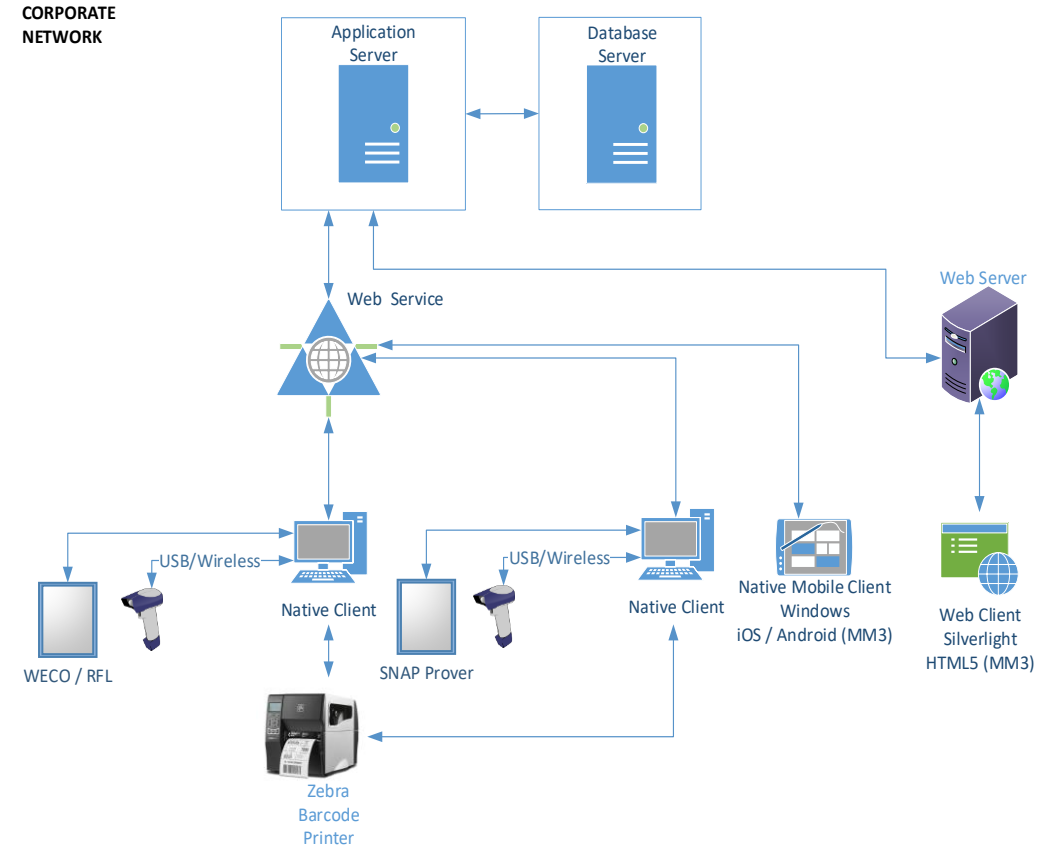 CORPORATE
NETWORK
Application
Server
Database
Server
Web Service
Web Server
USB/Wireless
USB/Wireless
Native Client
Native Client
Native Mobile Client
Windows
iOS / Android (MM3)
Web Client
Silverlight
HTML5 (MM3)
WECO / RFL
SNAP Prover
Zebra
Barcode
Printer